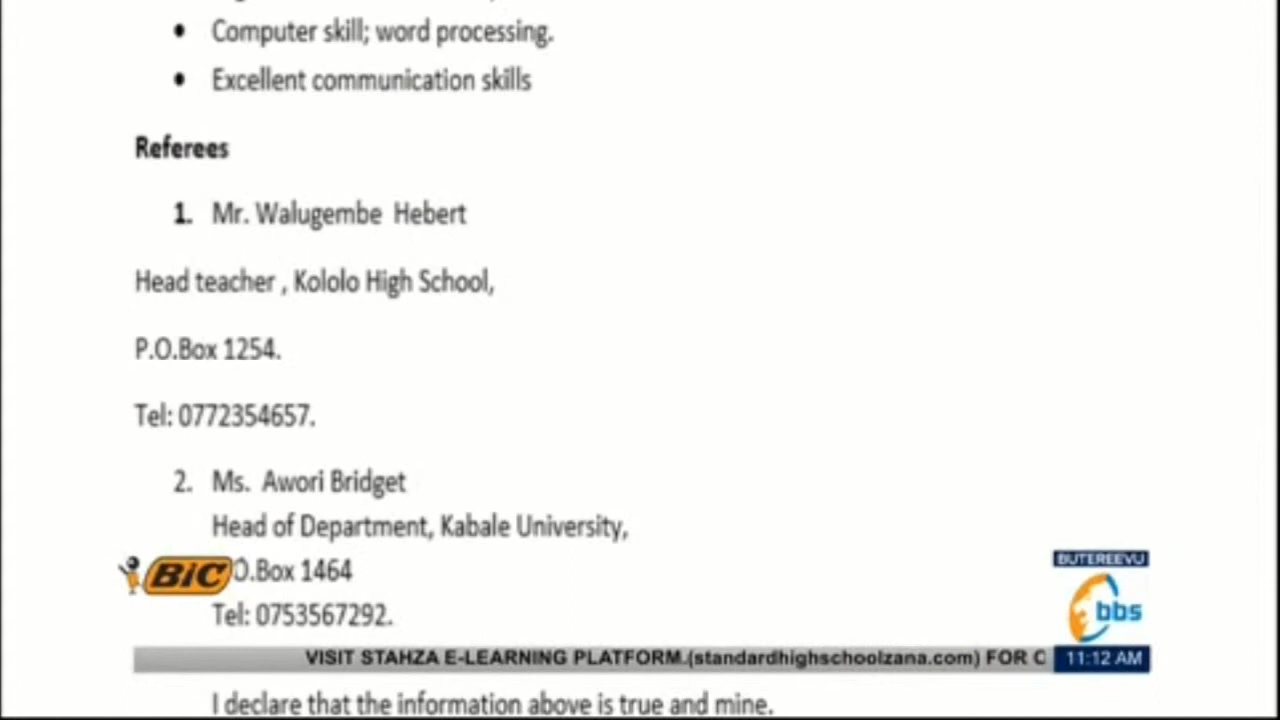 Computer skill; word processing.
Excellent communication skills
Referees
1. Mr. Walugembe Hebert
Head teacher , Kololo High School,
P.O.Box 1254.
Tel: 0772354657.
2. Ms. Awori Bridget
Head of Department, Kabale University,
BIC
O.Box 1464
Tel: 0753567292.
BUTEREEVU
bbs
VISIT STAHZA E-LEARNING PLATFORM.(standardhighschoolzana.com) FOR
11:12 AM
I declare that the information above is true and mine.